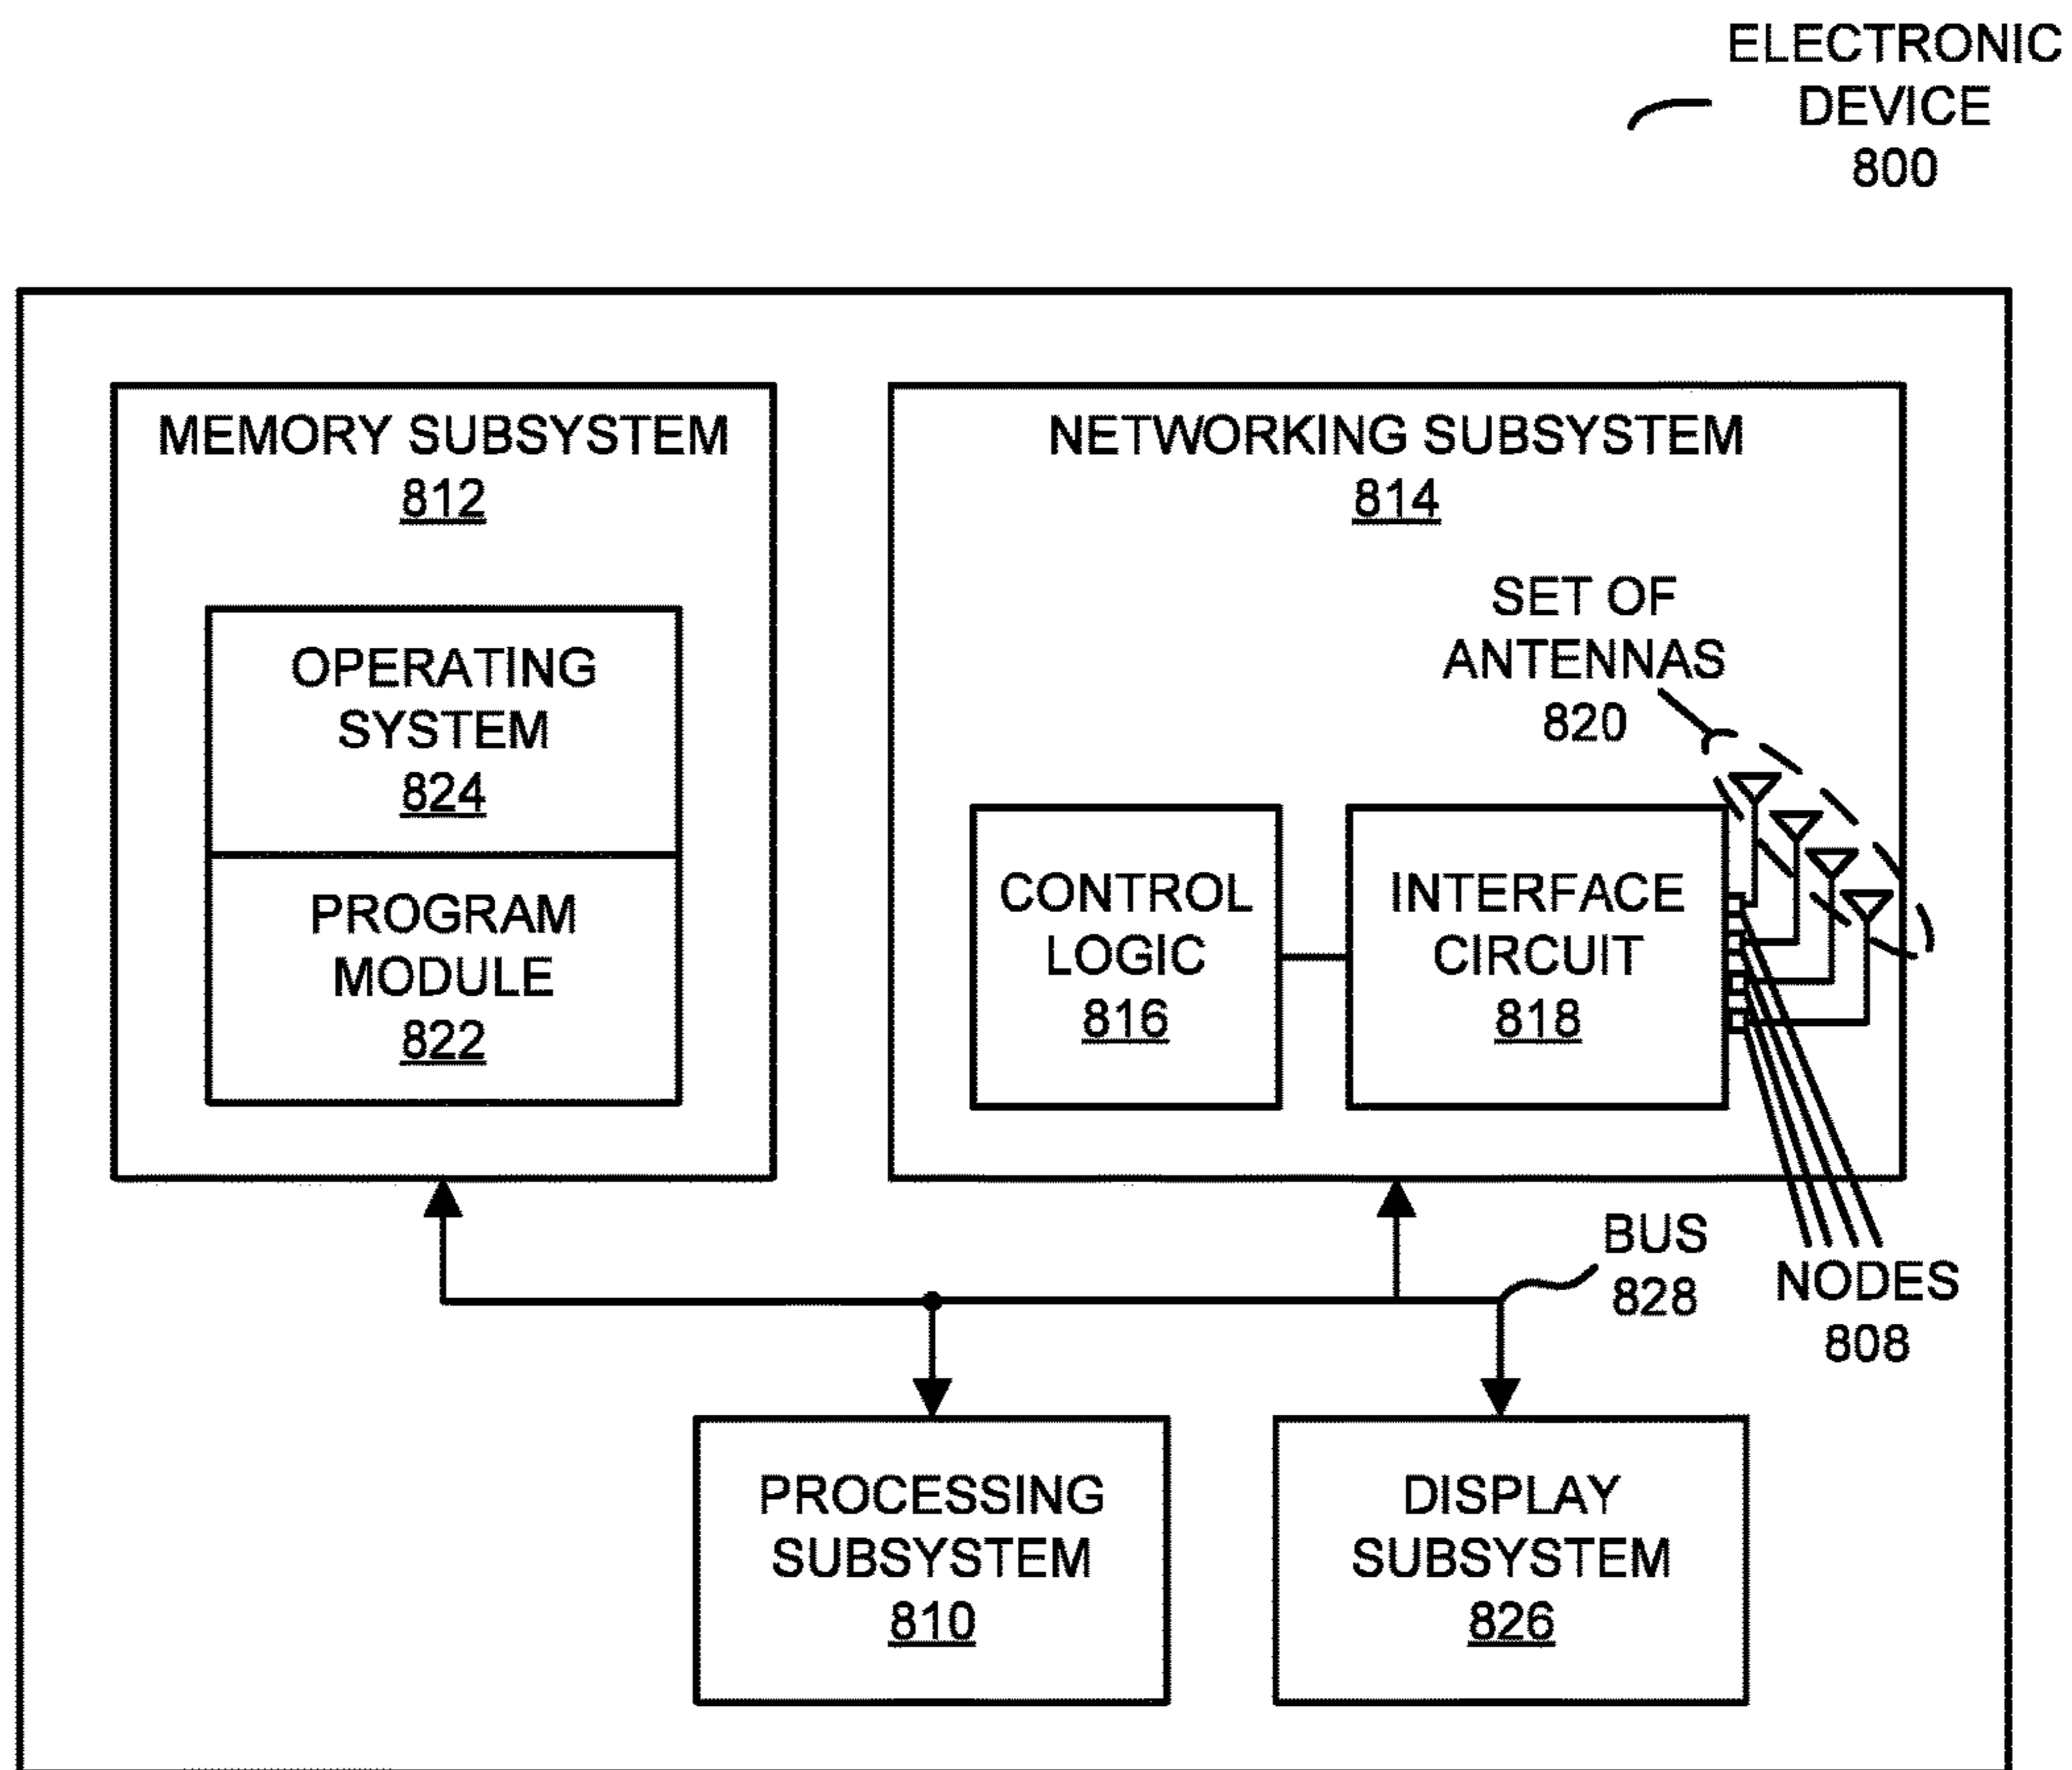 ELECTRONIC
DEVICE
800
MEMORY SUBSYSTEM
812
OPERATING
SYSTEM
824
PROGRAM
MODULE
822
NETWORKING SUBSYSTEM
814
SET OF
ANTENNAS
820
CONTROL
LOGIC
816
INTERFACE
CIRCUIT
818
BUS
828
NODES
808
PROCESSING
SUBSYSTEM
810
DISPLAY
SUBSYSTEM
826